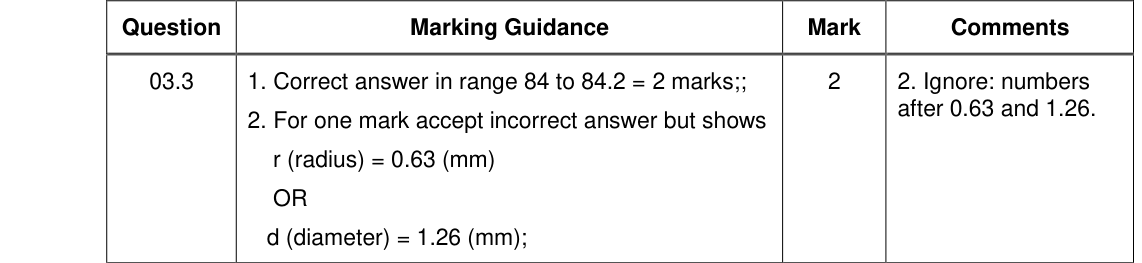 Question Marking Guidance Mark Comments
03.3 1. Correct answer in range 84 to 84.2 = 2 marks;; 2 2. Ignore: numbers
after 0.63 and 1.26.
2. For one mark accept incorrect answer but shows
r (radius) = 0.63 (mm)
OR
d (diameter) = 1.26 (mm);